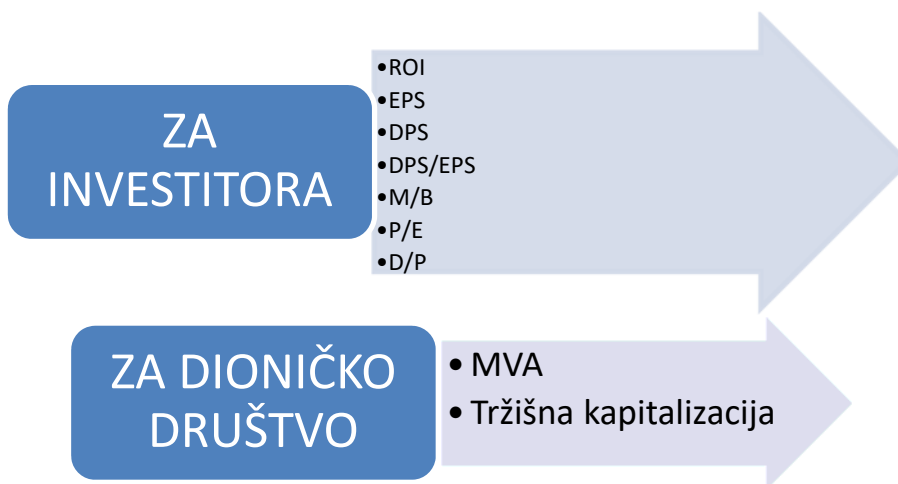 ZA
INVESTITORA
•ROI
•EPS
•DPS
•DPS/EPS
•M/B
•P/E
•D/P
ZA DIONIČKO
DRUŠTVO
• MVA
• Tržišna kapitalizacija